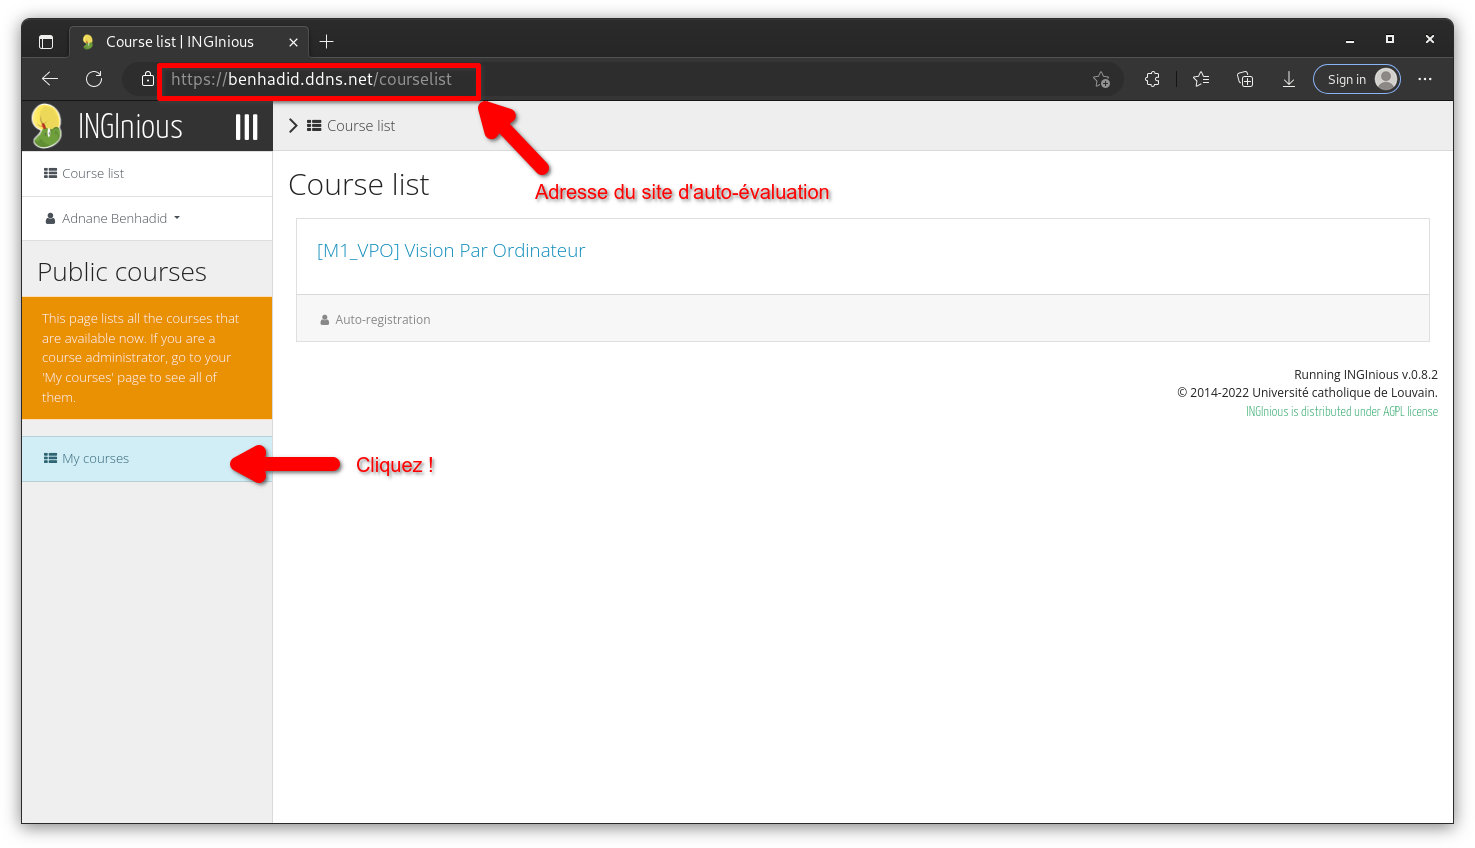 Course list | INGInious
https://benhadid.ddns.net/courselist
Sign in
INGInious
Course list
Course list
Adnane Benhadid
Public courses
This page lists all the courses that
are available now. If you are a
course administrator, go to your
'My courses' page to see all of
them.
My courses
Course list
Adresse du site d'auto-évaluation
[M1_VPO] Vision Par Ordinateur
Auto-registration
Running INGInious v.0.8.2
© 2014-2022 Université catholique de Louvain.
INGInious is distributed under AGPL license
Cliquez !